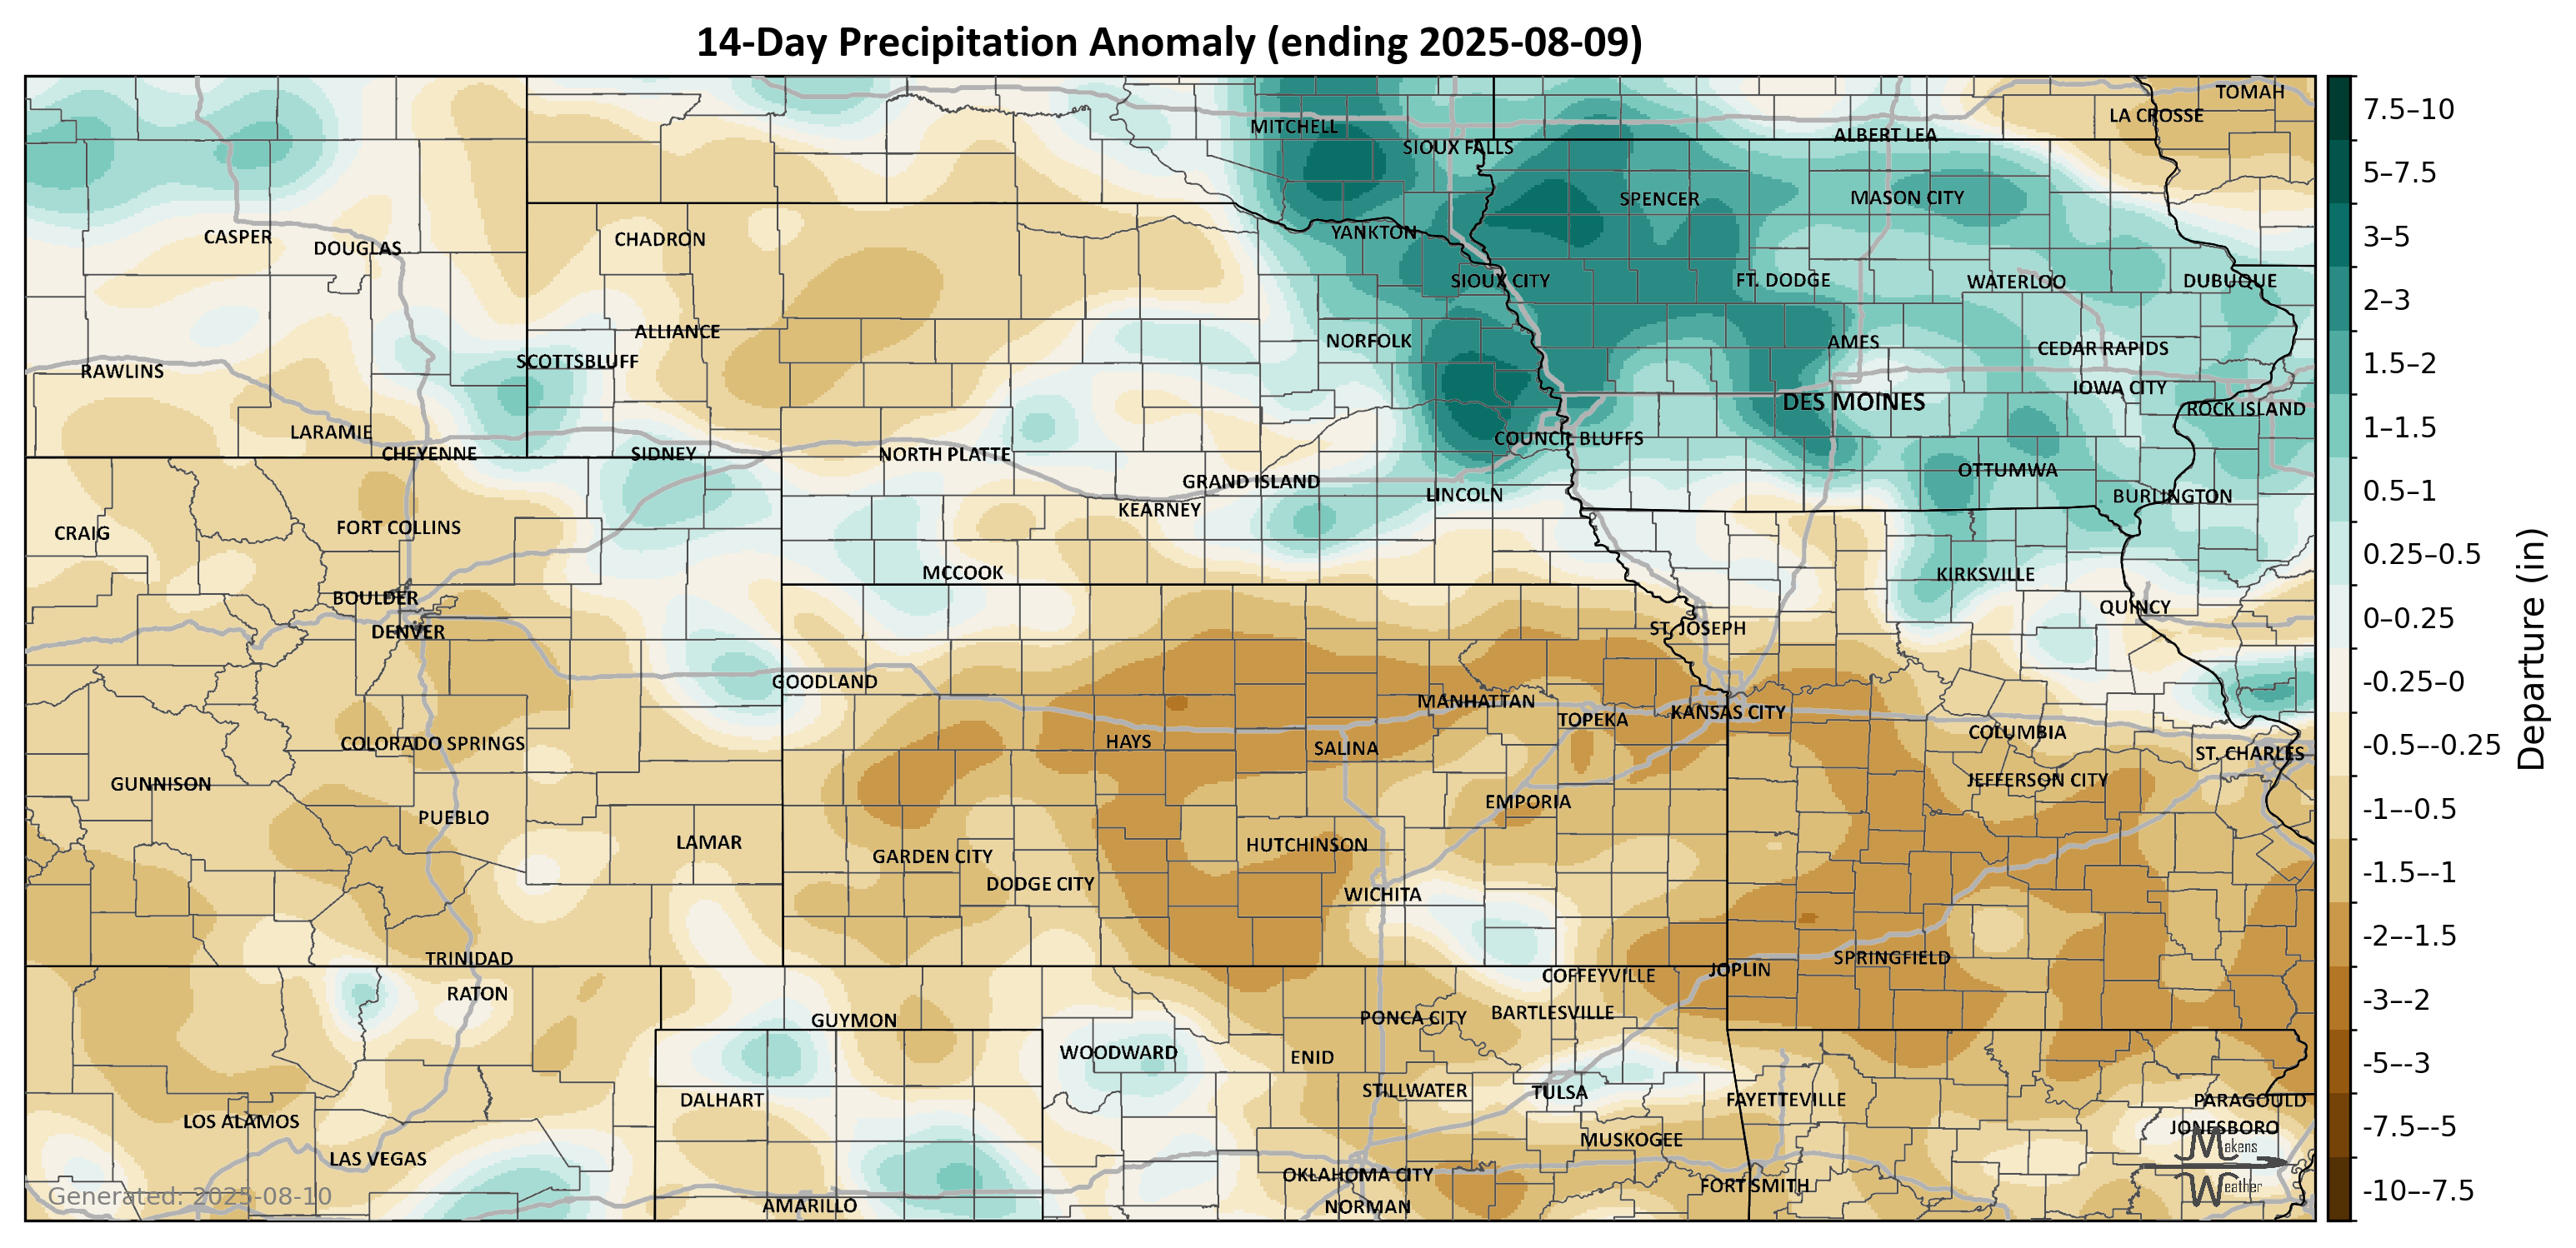 14-Day Precipitation Anomaly (ending 2025-08-09)
TOMAH
LA CROSSE
MITCHELL
ALBERT LEA
SIOUX FALLS
SPENCER
MASON CITY
YANKTON
CASPER
CHADRON
DOUGLAS
SIOUX CITY
FT. DODGE
WATERLOO
DUBUQUE
ALLIANCE
NORFOLK
AMES
CEDAR RAPIDS
SCOTTSBLUFF
RAWLINS
IOWA CITY
DES MOINES
ROCK ISLAND
LARAMIE
COUNCIL BLUFFS
CHEYENNE
SIDNEY
NORTH PLATTE
OTTUMWA
GRAND ISLAND
LINCOLN
BURLINGTON
KEARNEY
CRAIG
FORT COLLINS
MCCOOK
KIRKSVILLE
BOULDER
QUINCY
DENVER
ST. JOSEPH
GOODLAND
MANHATTAN
KANSAS CITY
TOPEKA
COLUMBIA
COLORADO SPRINGS
HAYS
SALINA
ST. CHARLES
GUNNISON
JEFFERSON CITY
EMPORIA
PUEBLO
LAMAR
HUTCHINSON
GARDEN CITY
DODGE CITY
WICHITA
TRINIDAD
SPRINGFIELD
JOPLIN
COFFEYVILLE
RATON
GUYMON
PONCA CITY
BARTLESVILLE
WOODWARD
ENID
STILLWATER
TULSA
DALHART
FAYETTEVILLE
PARAGOULD
LOS ALAMOS
JONESBORO
MUSKOGEE
LAS VEGAS
OKLAHOMA CITY
FORT SMITH
AMARILLO
NORMAN
Makens
Weather
Generated: 2025-08-10
7.5–10
5–7.5
3–5
2–3
1.5–2
1–1.5
0.5–1
0.25–0.5
0–0.25
-0.25–0
-0.5–-0.25
-1–-0.5
-1.5–-1
-2–-1.5
-3–-2
-5–-3
-7.5–-5
-10–-7.5
Departure (in)